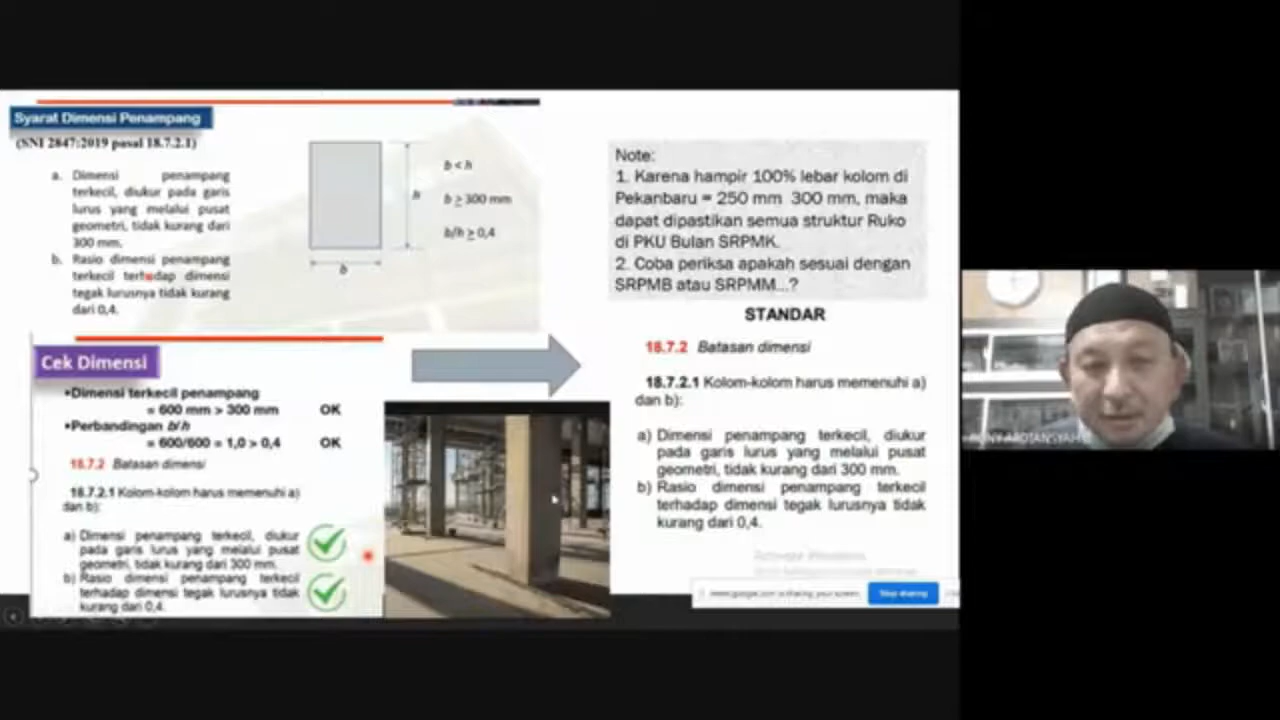 Syarat Dimensi Penampang
(SNI 2847:2019 pasal 18.7.2.1)
a. Dimensi penampang
terkecil, diukur pada garis
lurus yang melalui pusat
geometri, tidak kurang dari
300 mm.
b. Rasio dimensi penampang
terkecil terhadap dimensi
tegak lurusnya tidak kurang
dari 0,4.
b < h
h
b ≥ 300 mm
b/h ≥ 0,4
b
Cek Dimensi
•Dimensi terkecil penampang
= 600 mm > 300 mm OK
•Perbandingan b/h
= 600/600 = 1,0 > 0,4 OK
18.7.2 Batasan dimensi
18.7.2.1 Kolom-kolom harus memenuhi a)
dan b):
a) Dimensi penampang terkecil, diukur
pada garis lurus yang melalui pusat
geometri, tidak kurang dari 300 mm.
b) Rasio dimensi penampang terkecil
terhadap dimensi tegak lurusnya tidak
kurang dari 0,4.
Note:
1. Karena hampir 100% lebar kolom di
Pekanbaru = 250 mm 300 mm, maka
dapat dipastikan semua struktur Ruko
di PKU Bulan SRPMK.
2. Coba periksa apakah sesuai dengan
SRPMB atau SRPMM...?
STANDAR
18.7.2 Batasan dimensi
18.7.2.1 Kolom-kolom harus memenuhi a)
dan b):
a) Dimensi penampang terkecil, diukur
pada garis lurus yang melalui pusat
geometri, tidak kurang dari 300 mm.
b) Rasio dimensi penampang terkecil
terhadap dimensi tegak lurusnya tidak
kurang dari 0,4.
Activate Windows
is sharing your screen.
Stop sharing
ARDIANSYAH